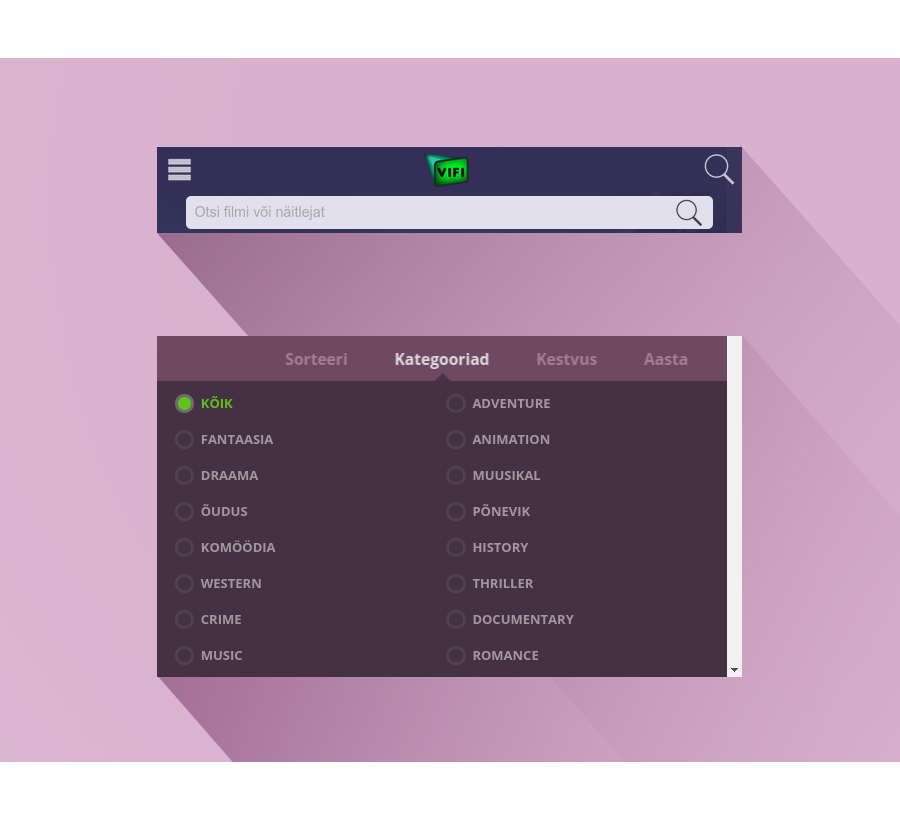 VIFI
Otsi filmi või näitlejat
Sorteeri Kategooriad Kestvus Aasta
KÕIK ADVENTURE
FANTAASIA ANIMATION
DRAAMA MUUSIKAL
ÕUDUS PÕNEVIK
KOMÖÖDIA HISTORY
WESTERN THRILLER
CRIME DOCUMENTARY
MUSIC ROMANCE